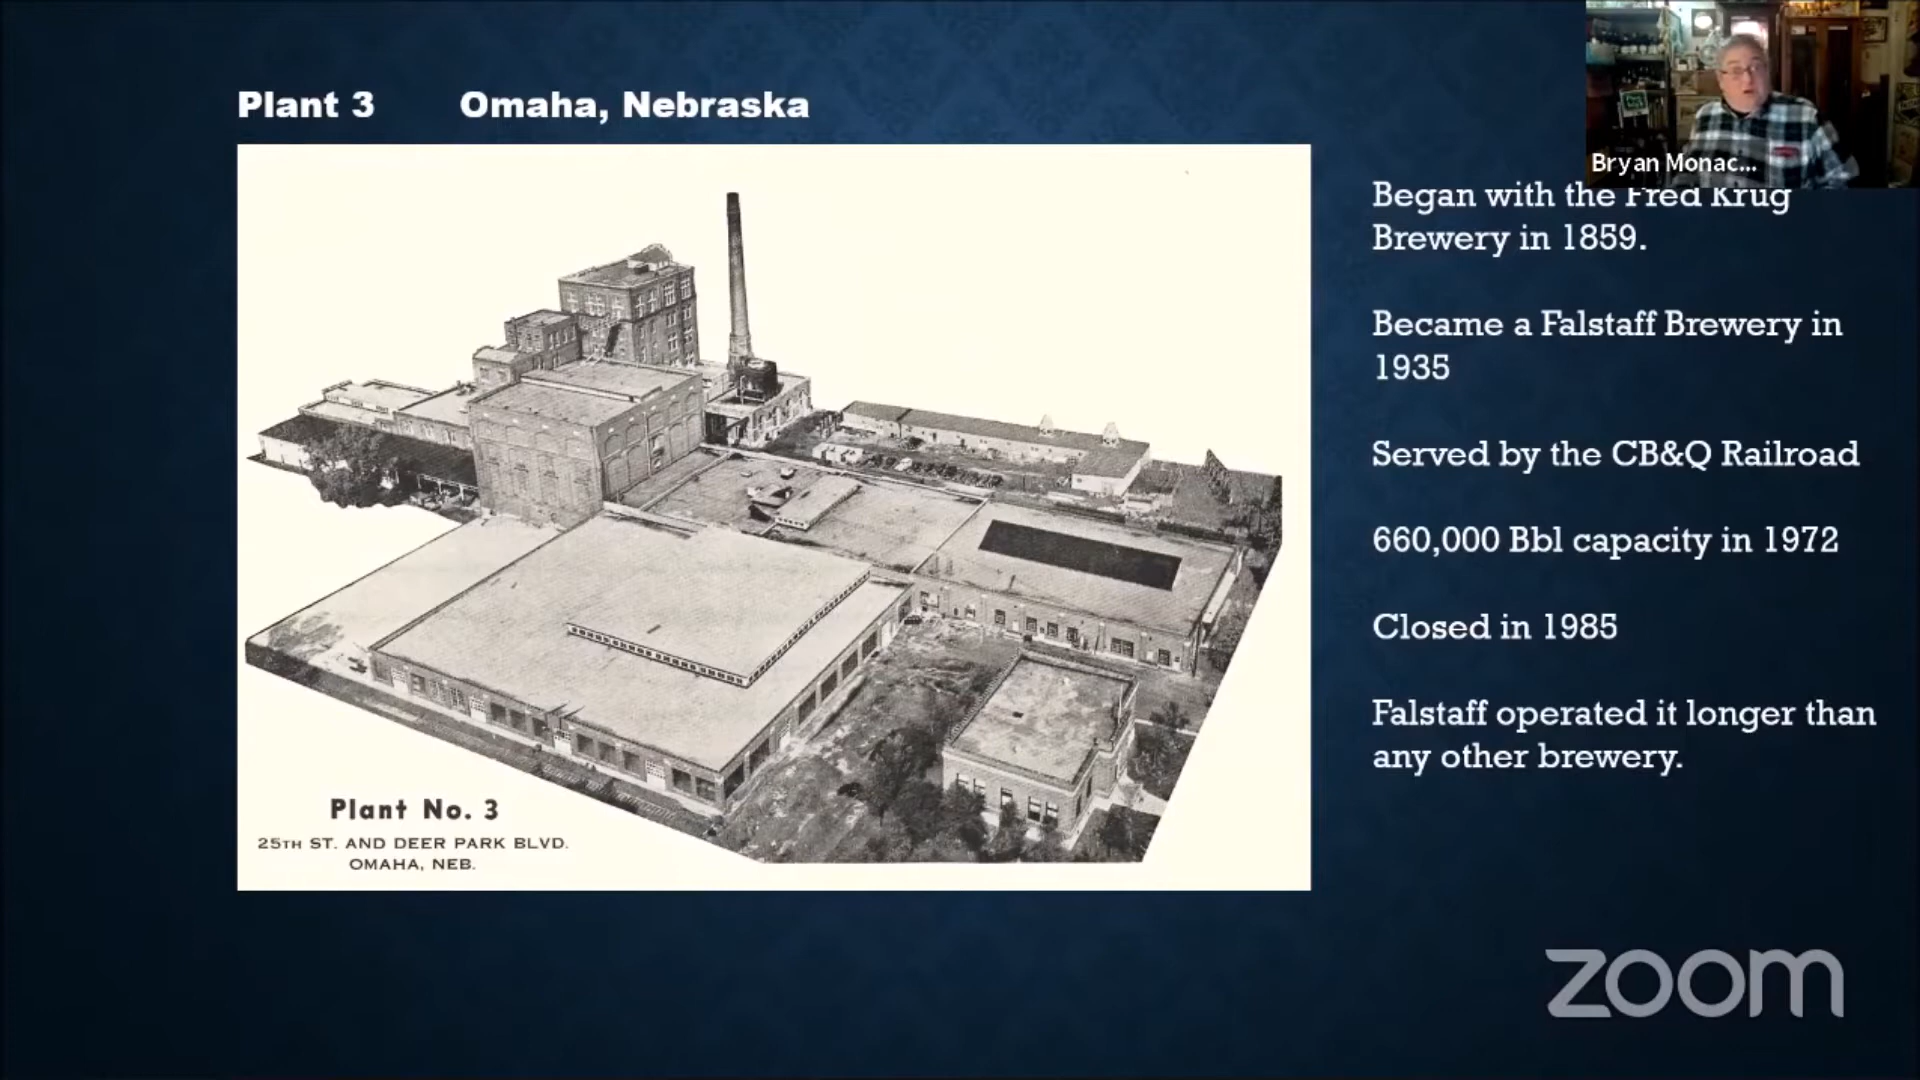 Plant 3 Omaha, Nebraska
Bryan Monac...
Began with the Fred Krug
Brewery in 1859.
Became a Falstaff Brewery in
1935
Served by the CB&Q Railroad
660,000 Bbl capacity in 1972
Closed in 1985
Falstaff operated it longer than
any other brewery.
Plant No. 3
25TH ST. AND DEER PARK BLVD.
OMAHA, NEB.
zoom